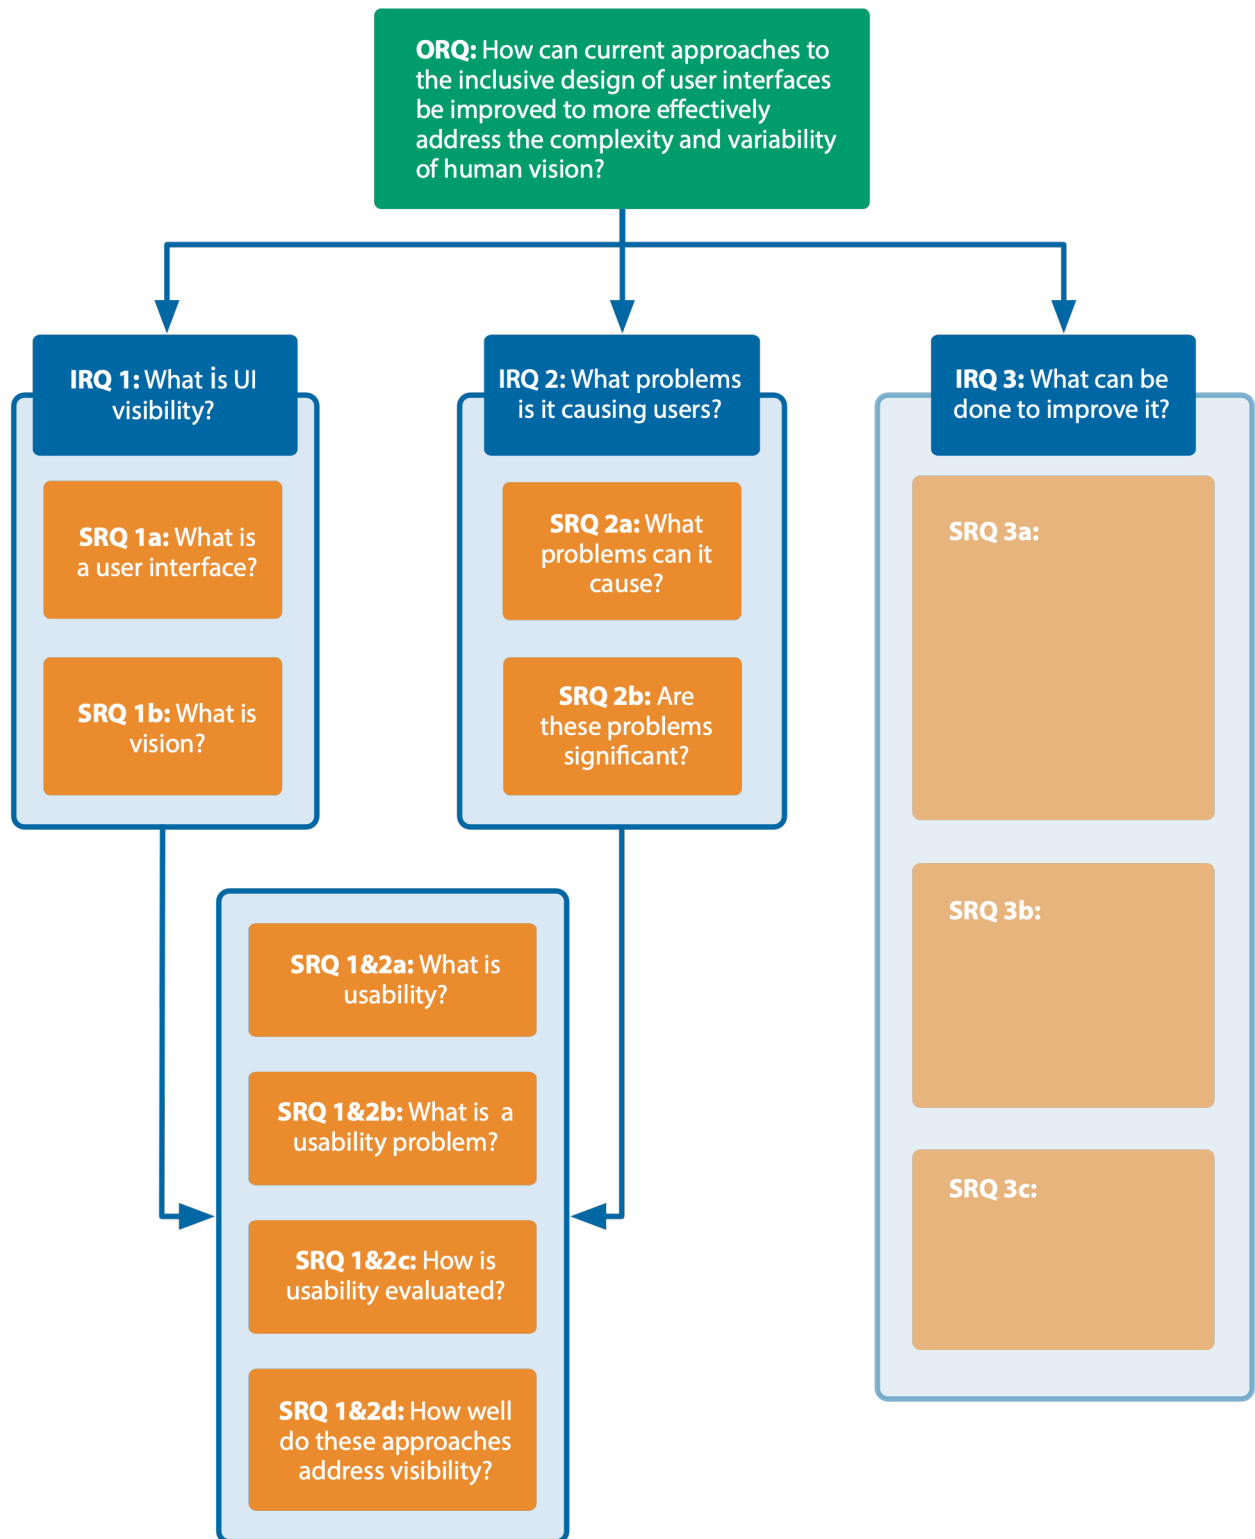 ORQ: How can current approaches to
the inclusive design of user interfaces
be improved to more effectively
address the complexity and variability
of human vision?
IRQ 1: What is UI
visibility?
SRQ 1a: What is
a user interface?
SRQ 1b: What is
vision?
IRQ 2: What problems
is it causing users?
SRQ 2a: What
problems can it
cause?
SRQ 2b: Are
these problems
significant?
SRQ 1&2a: What is
usability?
SRQ 1&2b: What is  a
usability problem?
SRQ 1&2c: How is
usability evaluated?
SRQ 1&2d: How well
do these approaches
address visibility?
IRQ 3: What can be
done to improve it?
SRQ 3a:
SRQ 3b:
SRQ 3c: